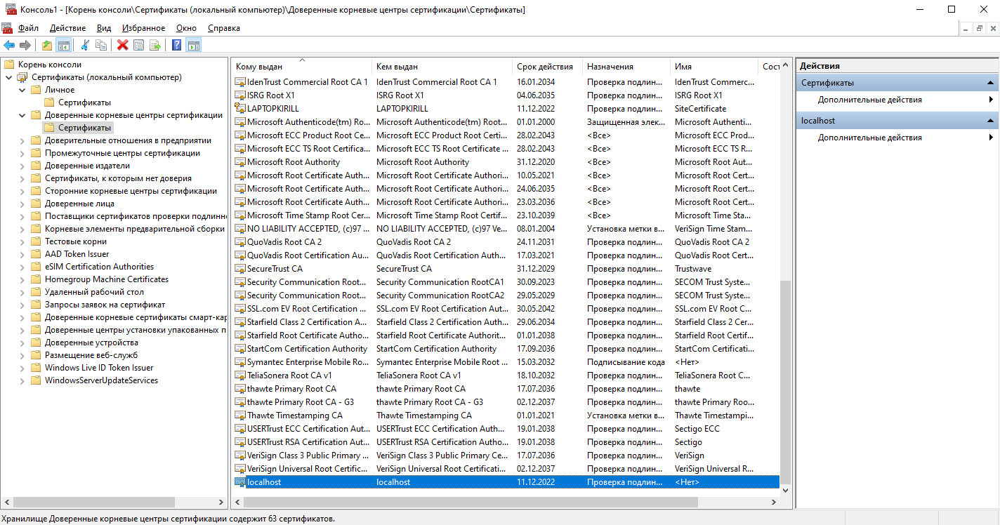 Консоль1 - [Корень консоли\Сертификаты (локальный компьютер)\Доверенные корневые центры сертификации\Сертификаты]
Файл Действие Вид Избранное Окно Справка
Корень консоли
Сертификаты (локальный компьютер)
Личное
Сертификаты
Доверенные корневые центры сертификации
Сертификаты
Доверительные отношения в предприятии
Промежуточные центры сертификации
Доверенные издатели
Сертификаты, к которым нет доверия
Сторонние корневые центры сертификации
Доверенные лица
Поставщики сертификатов проверки подлинн
Корневые элементы предварительной сборки
Тестовые корни
AAD Token Issuer
eSIM Certification Authorities
Homegroup Machine Certificates
Удаленный рабочий стол
Запросы заявок на сертификат
Доверенные корневые сертификаты смарт-кар
Доверенные центры установки упакованных п
Доверенные устройства
Размещение веб-служб
Windows Live ID Token Issuer
WindowsServerUpdateServices
Кому выдан Кем выдан Срок действия Назначения Имя Сост
IdenTrust Commercial Root CA 1 IdenTrust Commercial Root CA 1 16.01.2034 Проверка подлин... IdenTrust Commerc...
ISRG Root X1 ISRG Root X1 04.06.2035 Проверка подлин... ISRG Root X1
LAPTOPKIRILL LAPTOPKIRILL 11.12.2022 Проверка подлин... SiteCertificate
Microsoft Authenticode(tm) Ro... Microsoft Authenticode(tm) Root... 01.01.2000 Защищенная элек... Microsoft Authenti...
Microsoft ECC Product Root Ce... Microsoft ECC Product Root Certi... 28.02.2043 <Все> Microsoft ECC Prod...
Microsoft ECC TS Root Certifica... Microsoft ECC TS Root Certificate ... 28.02.2043 <Все> Microsoft ECC TS R...
Microsoft Root Authority Microsoft Root Authority 31.12.2020 <Все> Microsoft Root Aut...
Microsoft Root Certificate Auth... Microsoft Root Certificate Authori... 10.05.2021 <Все> Microsoft Root Cert...
Microsoft Root Certificate Auth... Microsoft Root Certificate Authori... 24.06.2035 <Все> Microsoft Root Cert...
Microsoft Root Certificate Auth... Microsoft Root Certificate Authori... 23.03.2036 <Все> Microsoft Root Cert...
Microsoft Time Stamp Root Cer... Microsoft Time Stamp Root Certif... 23.10.2039 <Все> Microsoft Time Sta...
NO LIABILITY ACCEPTED, (c)97 ... NO LIABILITY ACCEPTED, (c)97 Ve... 08.01.2004 Установка метки в... VeriSign Time Stam...
QuoVadis Root CA 2 QuoVadis Root CA 2 24.11.2031 Проверка подлин... QuoVadis Root CA 2
QuoVadis Root Certification Au... QuoVadis Root Certification Auth... 17.03.2021 Проверка подлин... QuoVadis Root Cert...
SecureTrust CA SecureTrust CA 31.12.2029 Проверка подлин... Trustwave
Security Communication Root... Security Communication RootCA1 30.09.2023 Проверка подлин... SECOM Trust Syste...
Security Communication Root... Security Communication RootCA2 29.05.2029 Проверка подлин... SECOM Trust Syste...
SSL.com EV Root Certification ... SSL.com EV Root Certification Aut... 30.05.2042 Проверка подлин... SSL.com EV Root C...
Starfield Class 2 Certification A... Starfield Class 2 Certification Auth... 29.06.2034 Проверка подлин... Starfield Class 2 Cer...
Starfield Root Certificate Autho... Starfield Root Certificate Authorit... 01.01.2038 Проверка подлин... Starfield Root Certif...
StartCom Certification Authority StartCom Certification Authority 17.09.2036 Проверка подлин... StartCom Certificati...
Symantec Enterprise Mobile Ro... Symantec Enterprise Mobile Root ... 15.03.2032 Подписывание кода <Нет>
TeliaSonera Root CA v1 TeliaSonera Root CA v1 18.10.2032 Проверка подлин... TeliaSonera Root C...
thawte Primary Root CA thawte Primary Root CA 17.07.2036 Проверка подлин... thawte
thawte Primary Root CA - G3 thawte Primary Root CA - G3 02.12.2037 Проверка подлин... thawte Primary Roo...
Thawte Timestamping CA Thawte Timestamping CA 01.01.2021 Установка метки в... Thawte Timestampi...
USERTrust ECC Certification Aut... USERTrust ECC Certification Auth... 19.01.2038 Проверка подлин... Sectigo ECC
USERTrust RSA Certification Aut... USERTrust RSA Certification Autho... 19.01.2038 Проверка подлин... Sectigo
VeriSign Class 3 Public Primary ... VeriSign Class 3 Public Primary Ce... 17.07.2036 Проверка подлин... VeriSign
VeriSign Universal Root Certific... VeriSign Universal Root Certificati... 02.12.2037 Проверка подлин... VeriSign Universal R...
localhost localhost 11.12.2022 Проверка подлин... <Нет>
Действия
Сертификаты
Дополнительные действия
localhost
Дополнительные действия
Хранилище Доверенные корневые центры сертификации содержит 63 сертификатов.